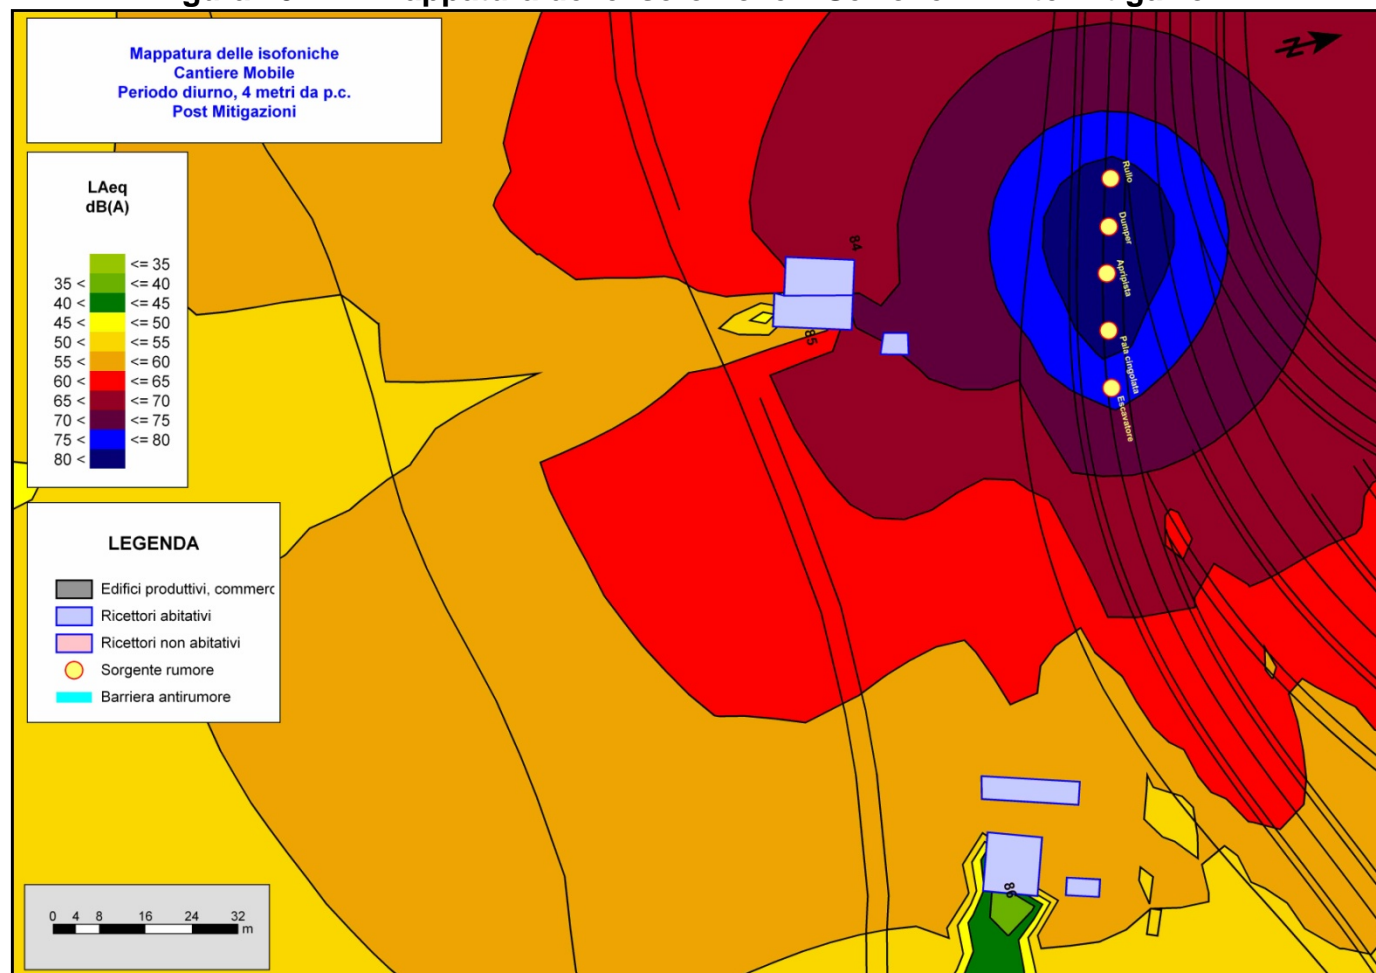 Mappatura delle isofoniche
Cantiere Mobile
Periodo diurno, 4 metri da p.c.
Post Mitigazioni
N
LAeq
dB(A)
<= 35
35 < <= 40
40 < <= 45
45 < <= 50
50 < <= 55
55 < <= 60
60 < <= 65
65 < <= 70
70 < <= 75
75 < <= 80
80 <
LEGENDA
Edifici produttivi, commerc
Ricettori abitativi
Ricettori non abitativi
Sorgente rumore
Barriera antirumore
0 4 8 16 24 32
m
Rullo
Dumper
Apripista
Pala cingolata
Escavatore
84
85
86